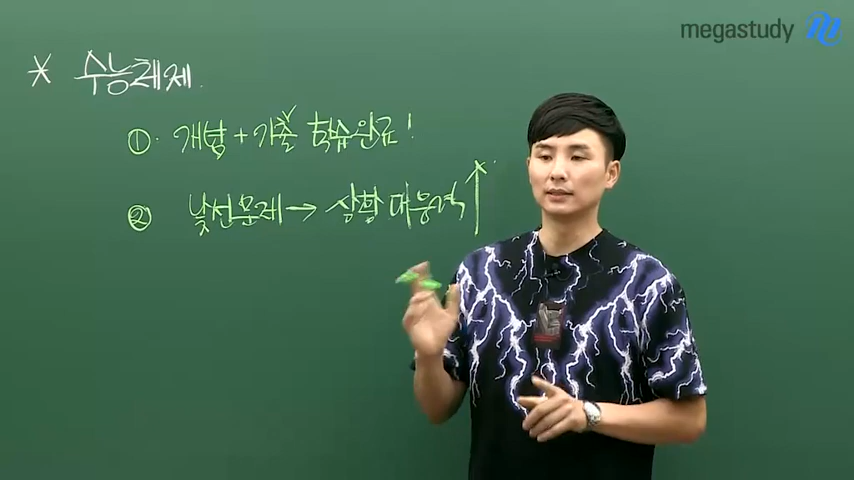 megastudy
* 수능례제.
①. 개념 + 기출 학습완료!
② 낯선문제 → 상황 대응력 ↑